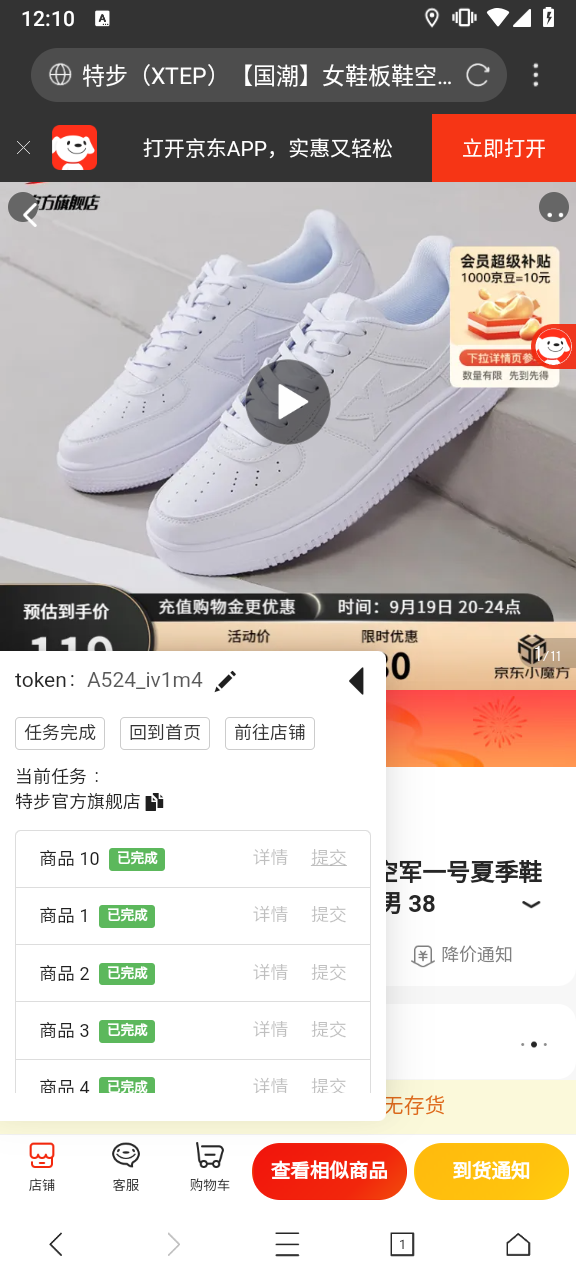 12:10
A
特步（XTEP）【国潮】女鞋板鞋空...
打开京东APP，实惠又轻松
立即打开
官方旗舰店
会员超级补贴
1000京豆=10元
下拉详情页参
数量有限 先到先得
预估到手价
充值购物金更优惠
时间：9月19日 20-24点
活动价
限时优惠
1/11
京东小魔方
token：A524_iv1m4
任务完成
回到首页
前往店铺
当前任务：
特步官方旗舰店
商品 10 已完成 详情 提交
商品 1 已完成 详情 提交
商品 2 已完成 详情 提交
商品 3 已完成 详情 提交
商品 4 已完成 详情 提交
空军一号夏季鞋
男 38
降价通知
无存货
店铺
客服
购物车
查看相似商品
到货通知
1